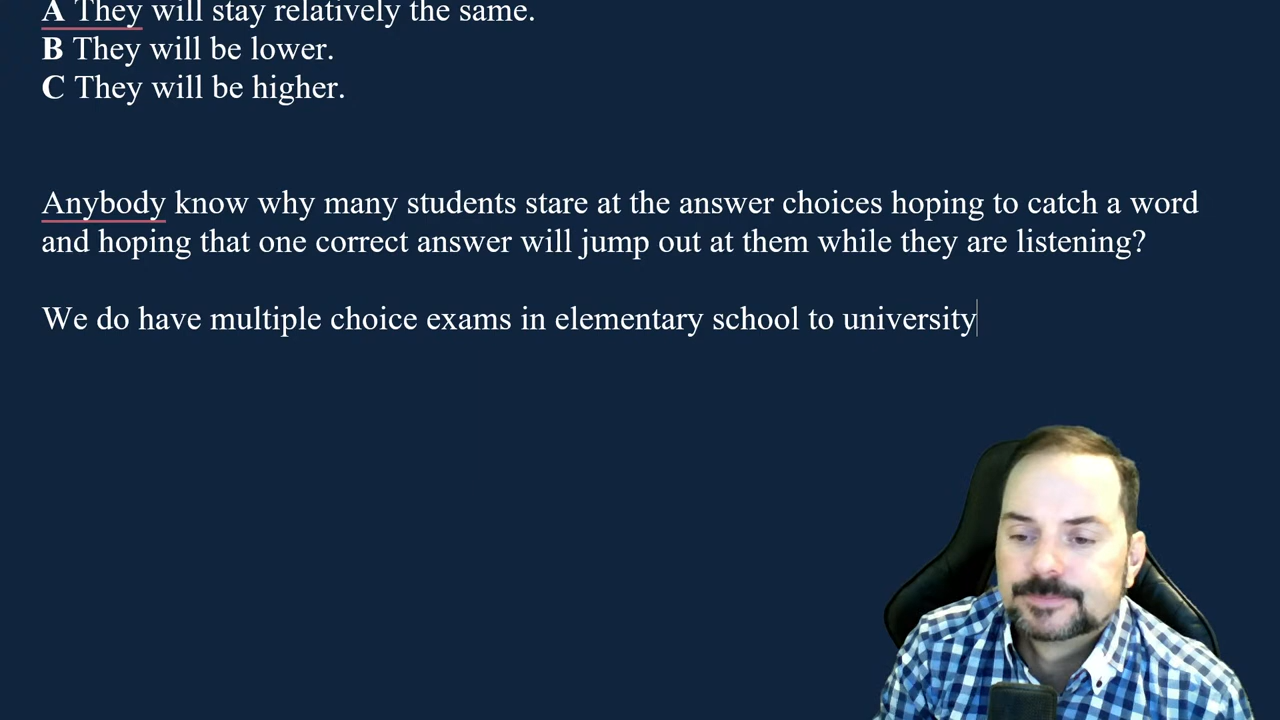 A They will stay relatively the same.
B They will be lower.
C They will be higher.
Anybody know why many students stare at the answer choices hoping to catch a word
and hoping that one correct answer will jump out at them while they are listening?
We do have multiple choice exams in elementary school to university